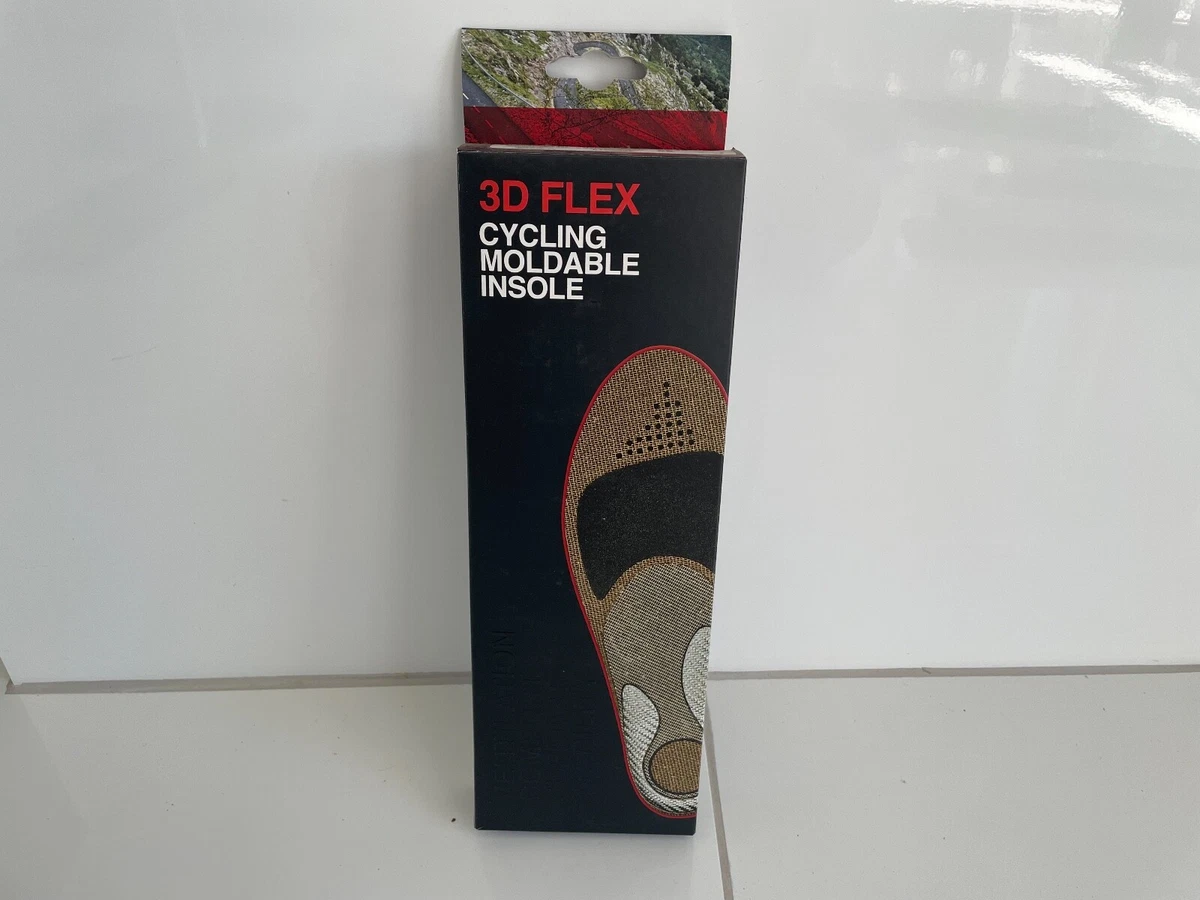 3D FLEX
CYCLING
MOLDABLE
INSOLE